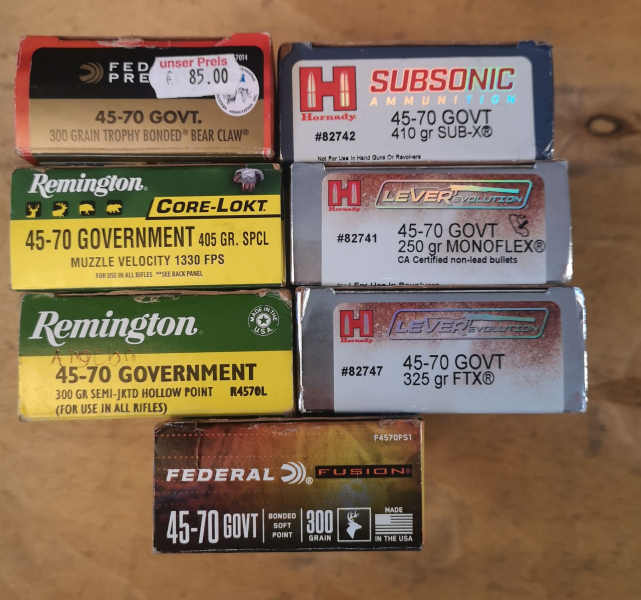 FEDE
PRE
unser Preis
€ 85.00
45-70 GOVT.
300 GRAIN TROPHY BONDED® BEAR CLAW®
Hornady
SUBSONIC
AMMUNITION
#82742
45-70 GOVT
410 gr SUB-X®
Not For Use in Hand Guns Or Revolvers
Remington
CORE-LOKT
45-70 GOVERNMENT 405 GR. SPCL
MUZZLE VELOCITY 1330 FPS
FOR USE IN ALL RIFLES **SEE BACK PANEL
Hornady
LEVEREVOLUTION
#82741
45-70 GOVT
250 gr MONOFLEX®
CA Certified non-lead bullets
Remington
MADE IN THE U.S.A.
45-70 GOVERNMENT
300 GR SEMI-JKTD HOLLOW POINT R4570L
(FOR USE IN ALL RIFLES)
Hornady
LEVEREVOLUTION
#82747
45-70 GOVT
325 gr FTX®
F4570FS1
FEDERAL® FUSION®
45-70 GOVT
BONDED
SOFT
POINT
300
GRAIN
MADE
IN THE USA